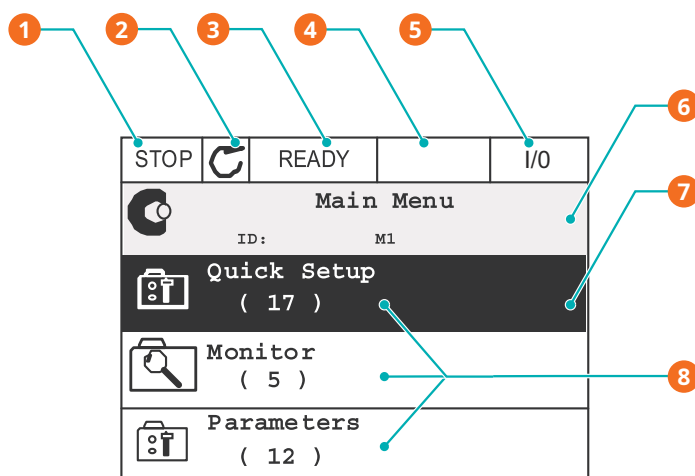 1 2 3 4 5
6
STOP READY I/0
7
Main Menu
ID: M1
Quick Setup
( 17 )
Monitor
( 5 )
8
Parameters
( 12 )